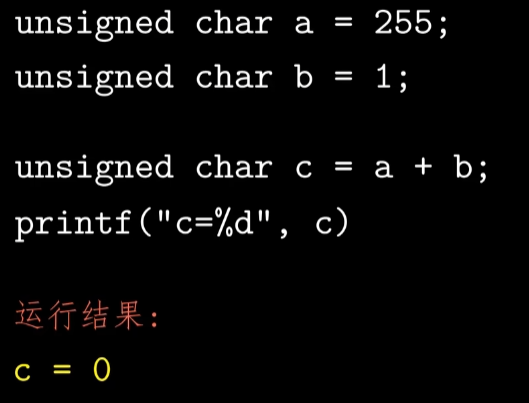 unsigned char a = 255;
unsigned char b = 1;
unsigned char c = a + b;
printf("c=%d", c)
运行结果:
c = 0